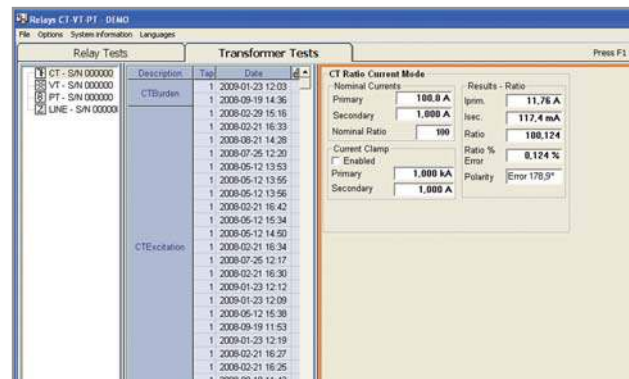 Relays CT-VT-PT - DEMO
File Options System information Languages
Relay Tests
Transformer Tests
Press F1
CT - S/N 000000
VT - S/N 000000
PT - S/N 000000
LINE - S/N 000000
Description Tap Date
CTBurden
1 2009-01-23 12:03
1 2008-09-19 14:36
CTExcitation
1 2008-02-29 15:16
1 2008-02-21 16:33
1 2008-08-21 14:28
1 2008-07-25 12:20
1 2008-05-12 13:53
1 2008-05-12 13:55
1 2008-05-12 13:56
1 2008-02-21 16:42
1 2008-05-12 15:34
1 2008-05-12 14:50
1 2008-02-21 16:34
1 2008-07-25 12:17
1 2008-02-21 16:30
1 2009-01-23 12:12
1 2009-01-23 12:09
1 2008-05-12 15:38
1 2008-09-19 11:53
1 2009-01-23 12:19
1 2008-02-21 16:27
1 2008-02-21 16:25
CT Ratio Current Mode
Nominal Currents
Primary 100,0 A
Secondary 1,000 A
Nominal Ratio 100
Current Clamp
Enabled
Primary 1,000 kA
Secondary 1,000 A
Results - Ratio
Iprim. 11,76 A
Isec. 117,4 mA
Ratio 100,124
Ratio % Error 0,124 %
Polarity Error 178,9°